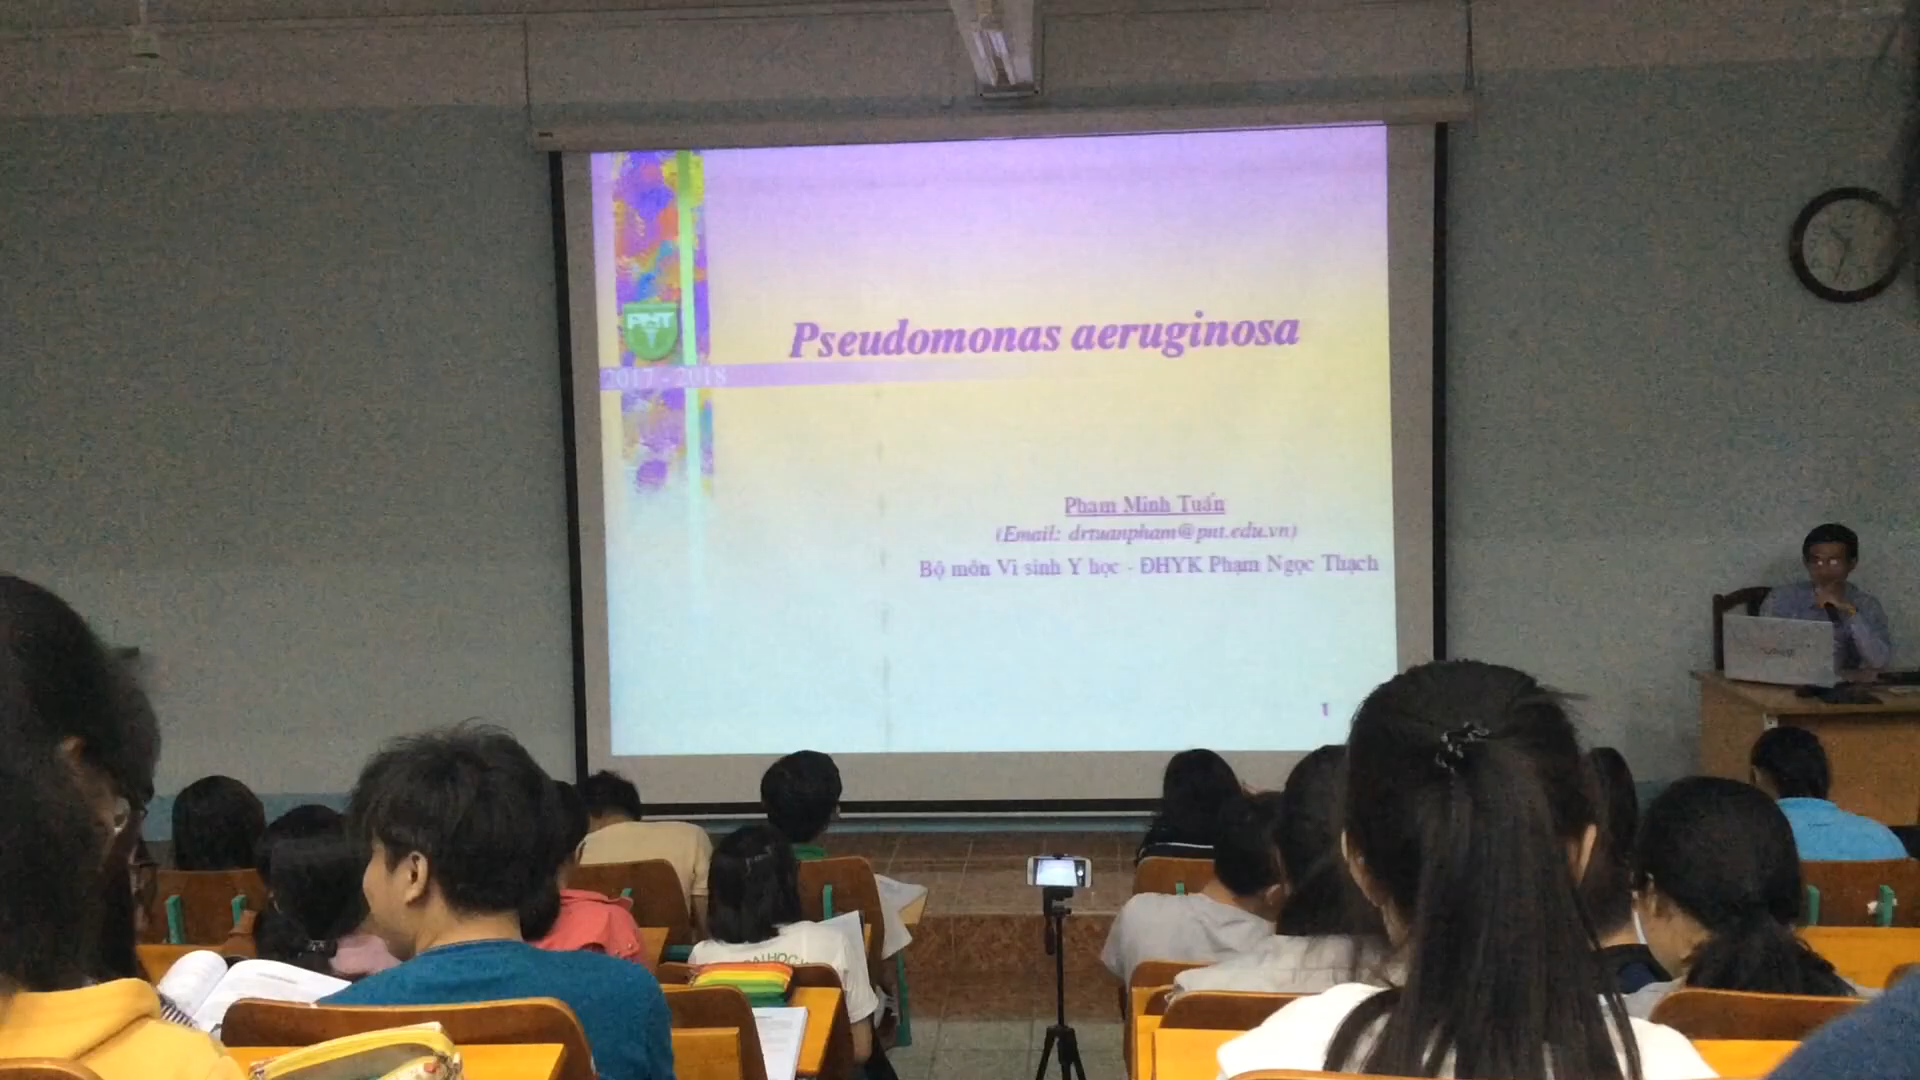 Pseudomonas aeruginosa
PNT
2017 - 2018
Phạm Minh Tuấn
(Email: drtuanpham@pnt.edu.vn)
Bộ môn Vi sinh Y học - ĐHYK Phạm Ngọc Thạch
1